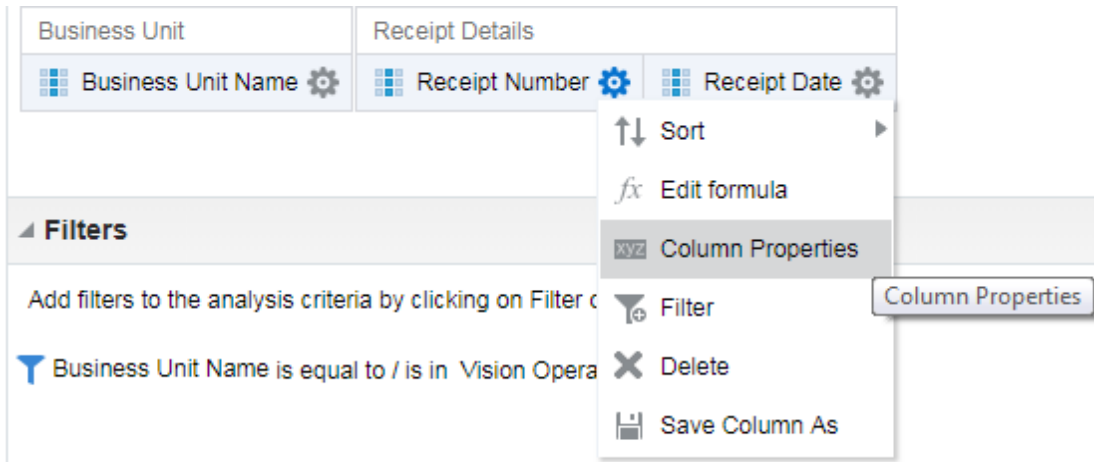 Business Unit
Receipt Details
Business Unit Name
Receipt Number
Receipt Date
Sort
fx Edit formula
Filters
xyz Column Properties
Column Properties
Add filters to the analysis criteria by clicking on Filter
Filter
Business Unit Name is equal to / is in Vision Opera
Delete
Save Column As